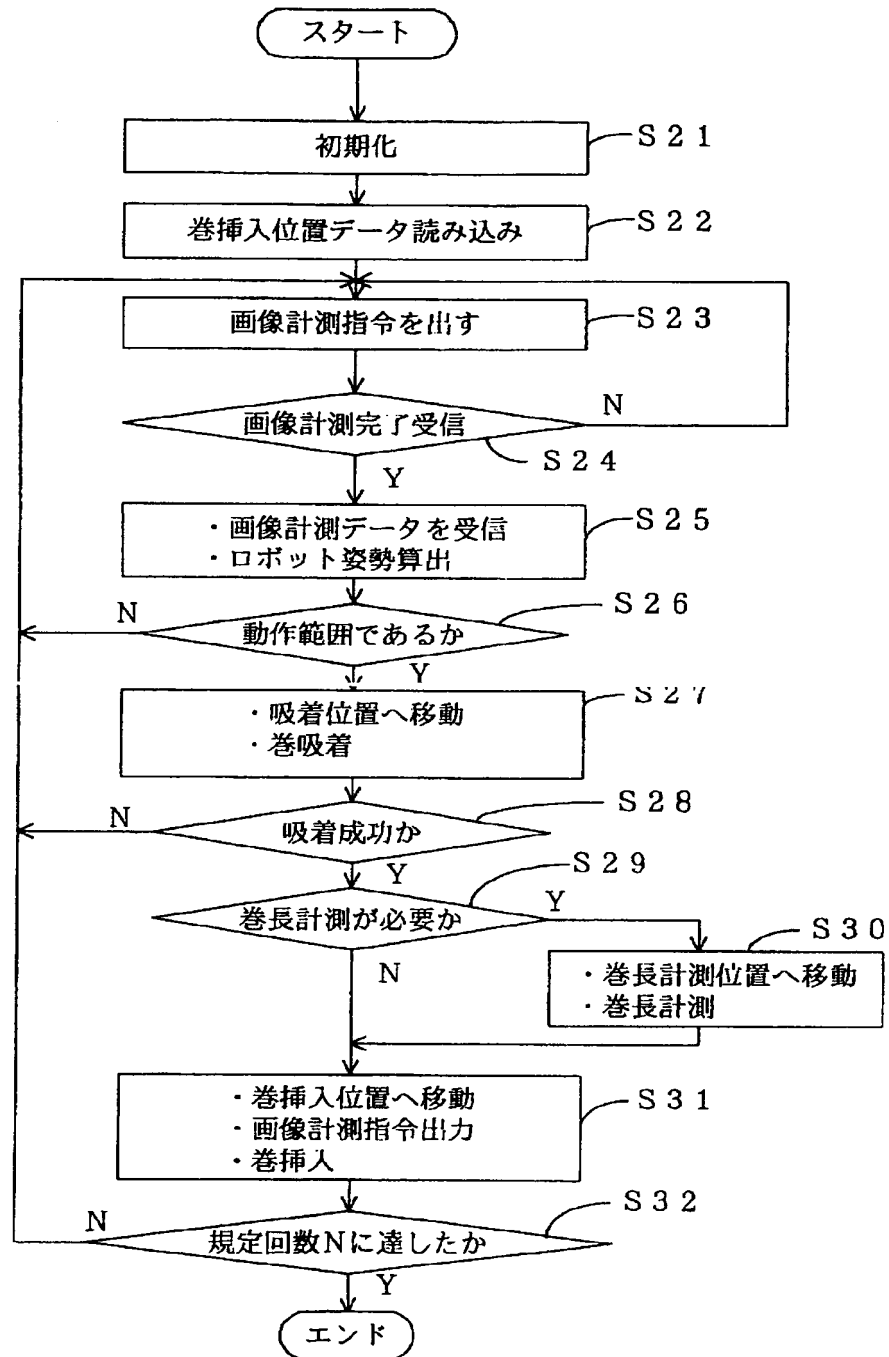 スタート
初期化
S21
巻挿入位置データ読み込み
S22
画像計測指令を出す
S23
画像計測完了受信
N
S24
Y
・画像計測データを受信
・ロボット姿勢算出
S25
S26
N
動作範囲であるか
Y
S27
・吸着位置へ移動
・巻吸着
S28
N
吸着成功か
Y
S29
巻長計測が必要か
Y
N
S30
・巻長計測位置へ移動
・巻長計測
・巻挿入位置へ移動
・画像計測指令出力
・巻挿入
S31
S32
N
規定回数Nに達したか
Y
エンド